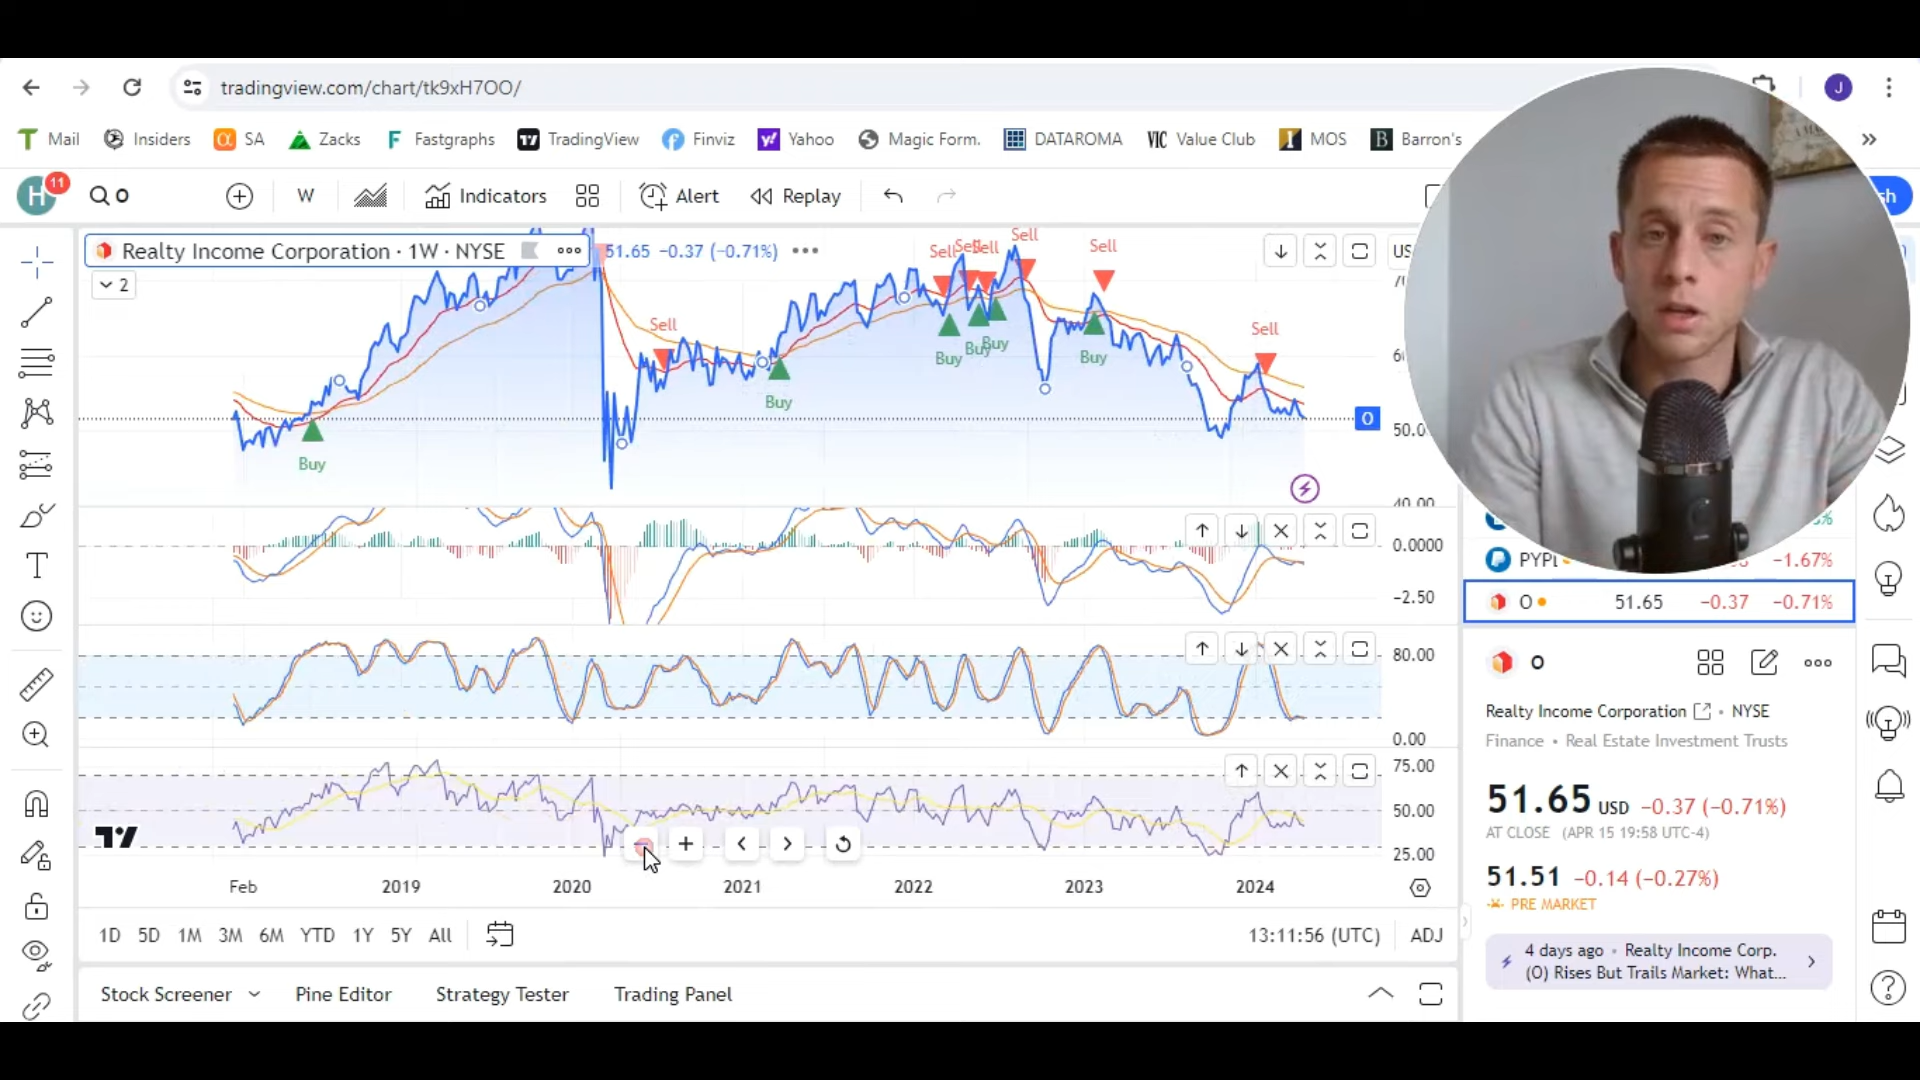 tradingview.com/chart/tk9xH7OO/
Mail Insiders SA Zacks Fastgraphs TradingView Finviz Yahoo Magic Form. DATAROMA VIC Value Club MOS Barron's
H 11 O W Indicators Alert Replay
Realty Income Corporation · 1W · NYSE 51.65 −0.37 (−0.71%)
2
Sell Sell Sell Sell Sell
Sell Sell
Buy Buy Buy Buy
Buy
Buy
O
50.0
40.00
0.0000
−2.50
80.00
0.00
75.00
50.00
25.00
Feb 2019 2020 2021 2022 2023 2024
1D 5D 1M 3M 6M YTD 1Y 5Y All 13:11:56 (UTC) ADJ
Stock Screener Pine Editor Strategy Tester Trading Panel
PYPL −1.67%
O 51.65 −0.37 −0.71%
O
Realty Income Corporation · NYSE
Finance • Real Estate Investment Trusts
51.65 USD −0.37 (−0.71%)
AT CLOSE (APR 15 19:58 UTC-4)
51.51 −0.14 (−0.27%)
PRE MARKET
4 days ago • Realty Income Corp.
(O) Rises But Trails Market: What...